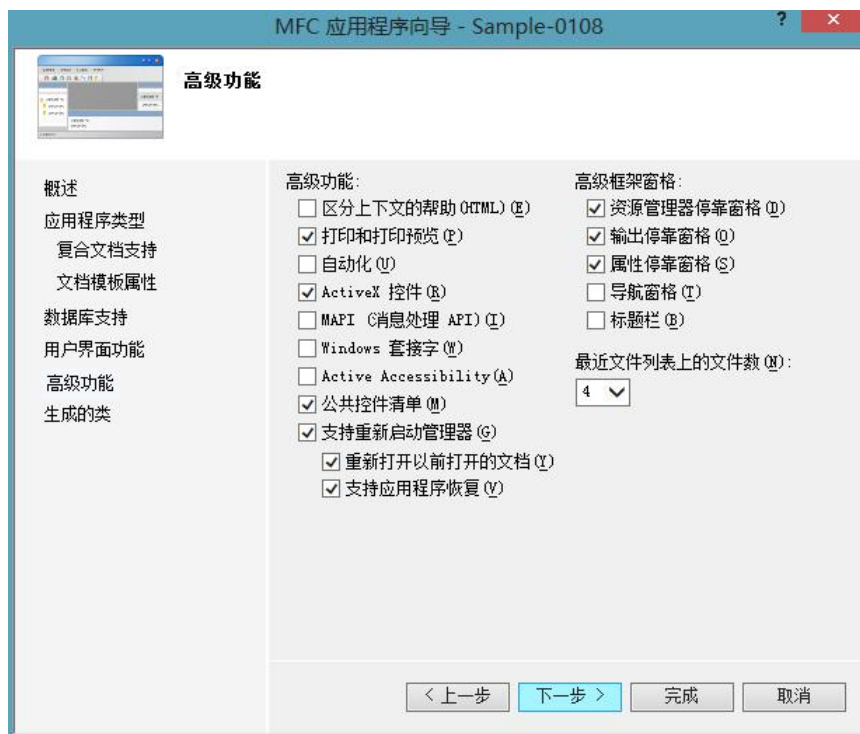 MFC 应用程序向导 - Sample-0108
?
高级功能
概述
应用程序类型
复合文档支持
文档模板属性
数据库支持
用户界面功能
高级功能
生成的类
高级功能:
区分上下文的帮助(HTML)(E)
打印和打印预览(P)
自动化(U)
ActiveX 控件(R)
MAPI (消息处理 API)(I)
Windows 套接字(W)
Active Accessibility(A)
公共控件清单(M)
支持重新启动管理器(G)
重新打开以前打开的文档(Y)
支持应用程序恢复(V)
高级框架窗格:
资源管理器停靠窗格(D)
输出停靠窗格(O)
属性停靠窗格(S)
导航窗格(T)
标题栏(B)
最近文件列表上的文件数(N):
4
< 上一步
下一步 >
完成
取消